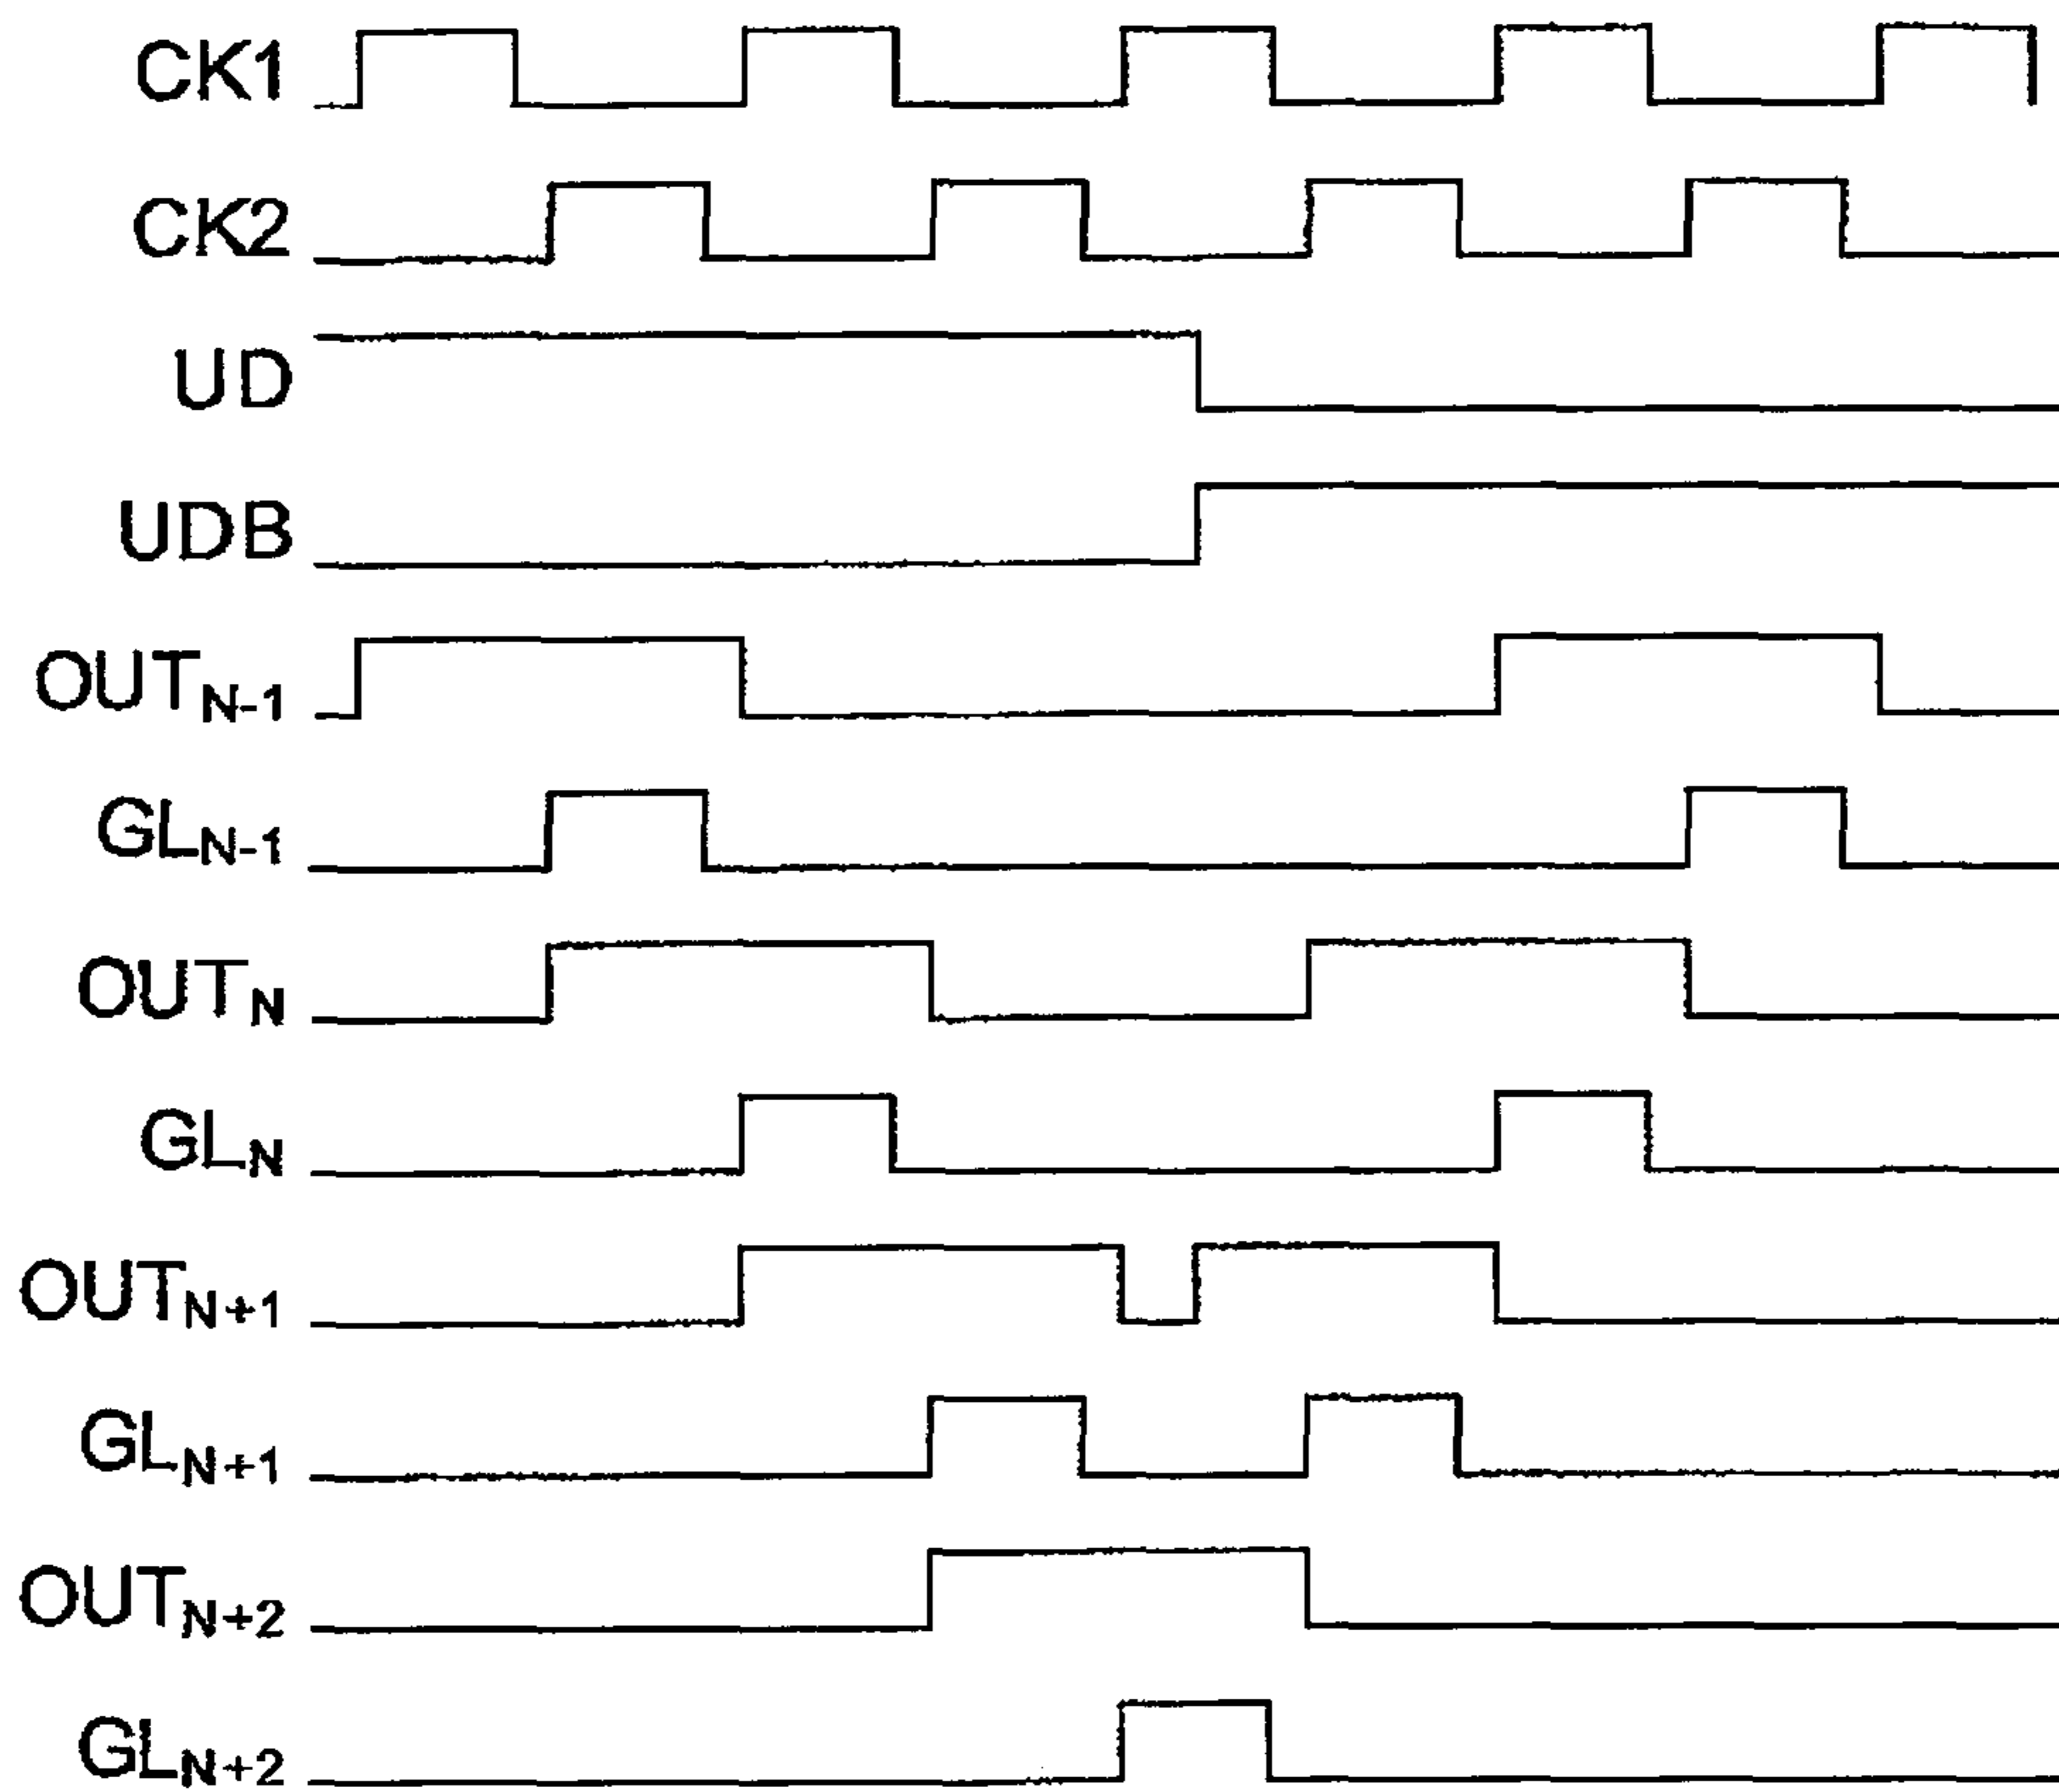 CK1
CK2
UD
UDB
OUTN-1
GLN-1
OUTN
GLN
OUTN+1
GLN+1
OUTN+2
GLN+2